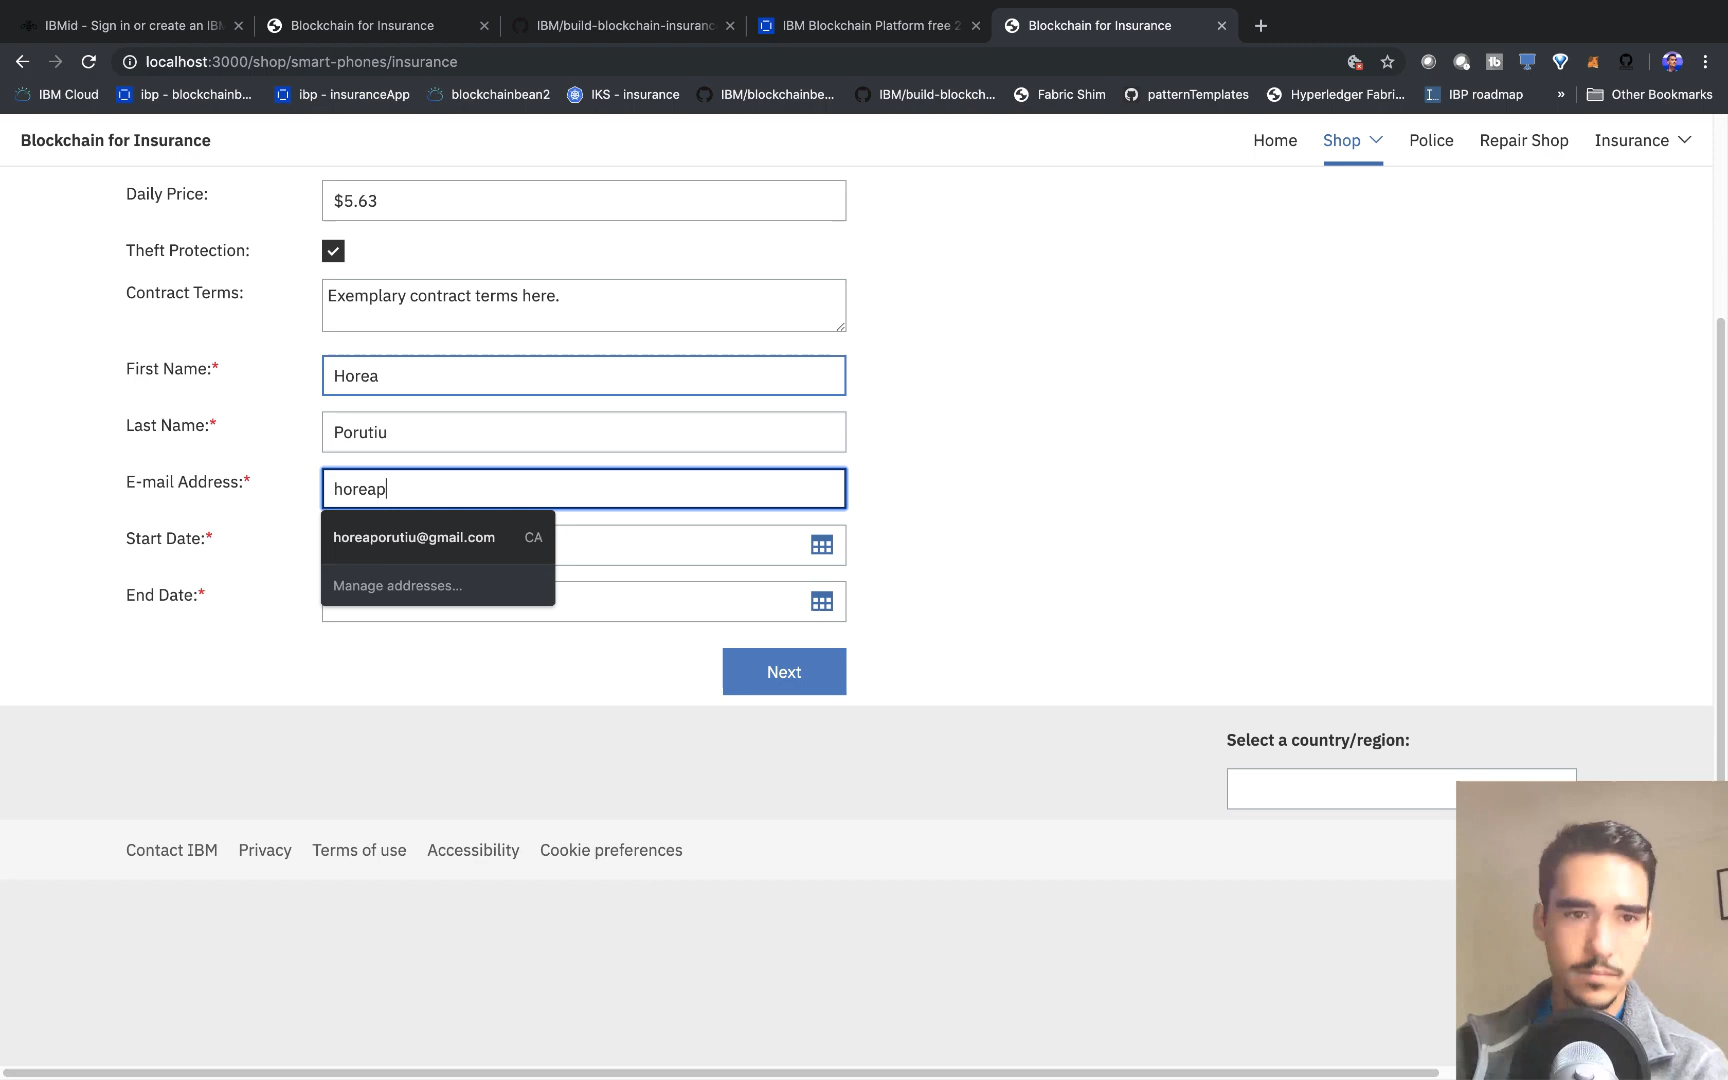 IBMid - Sign in or create an IBM
Blockchain for Insurance
IBM/build-blockchain-insuranc
IBM Blockchain Platform free 2
Blockchain for Insurance
localhost:3000/shop/smart-phones/insurance
IBM Cloud
ibp - blockchainb...
ibp - insuranceApp
blockchainbean2
IKS - insurance
IBM/blockchainbe...
IBM/build-blockch...
Fabric Shim
patternTemplates
Hyperledger Fabri...
IBP roadmap
»
Other Bookmarks
Blockchain for Insurance
Home
Shop
Police
Repair Shop
Insurance
Daily Price:
$5.63
Theft Protection:
Contract Terms:
Exemplary contract terms here.
First Name:*
Horea
Last Name:*
Porutiu
E-mail Address:*
horeap
horeaporutiu@gmail.com CA
Manage addresses...
Start Date:*
End Date:*
Next
Select a country/region:
Contact IBM
Privacy
Terms of use
Accessibility
Cookie preferences